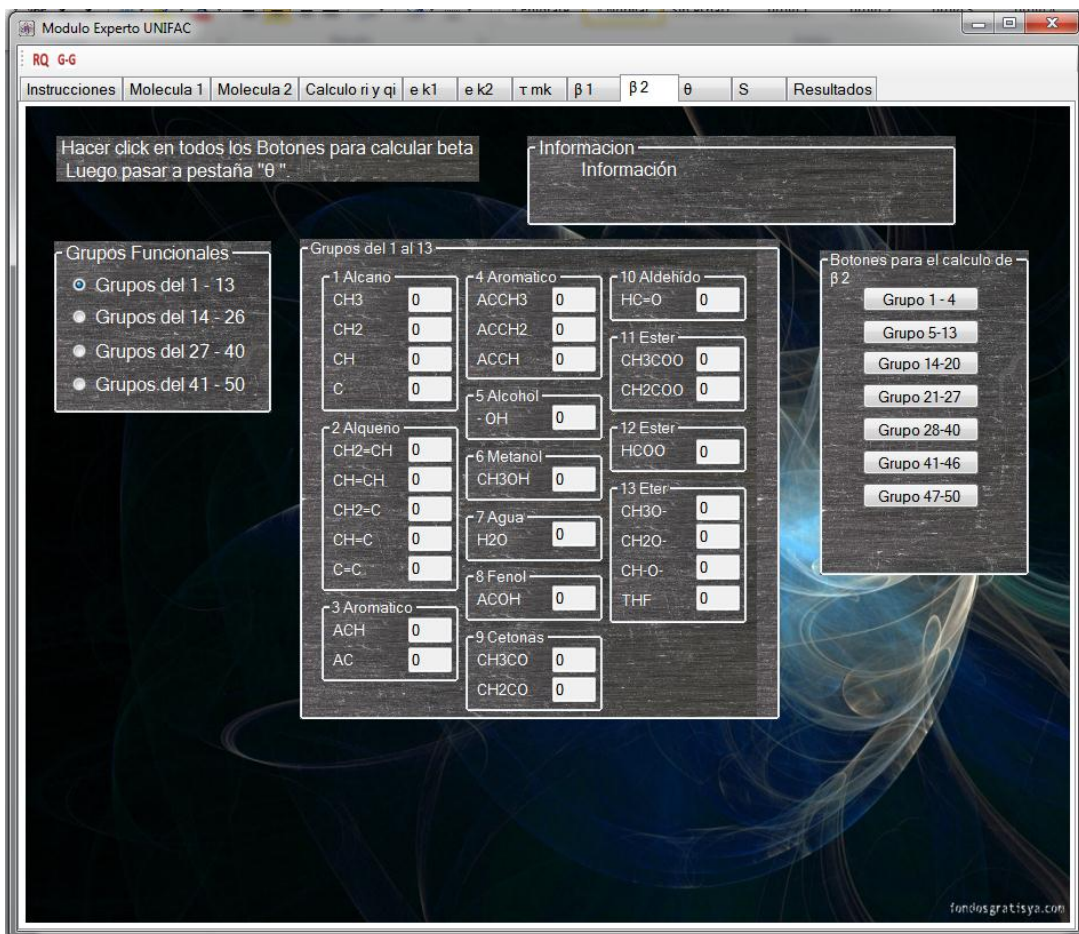 Modulo Experto UNIFAC
RQ G-G
Instrucciones Molecula 1 Molecula 2 Calculo ri y qi e k1 e k2 τ mk β 1 β 2 θ S Resultados
Hacer click en todos los Botones para calcular beta
Luego pasar a pestaña "θ ".
Informacion
Información
Grupos Funcionales
Grupos del 1 - 13
Grupos del 14 - 26
Grupos del 27 - 40
Grupos del 41 - 50
Grupos del 1 al 13
1 Alcano
CH3 0
CH2 0
CH 0
C 0
2 Alqueno
CH2=CH 0
CH=CH 0
CH2=C 0
CH=C 0
C=C 0
3 Aromatico
ACH 0
AC 0
4 Aromatico
ACCH3 0
ACCH2 0
ACCH 0
5 Alcohol
- OH 0
6 Metanol
CH3OH 0
7 Agua
H2O 0
8 Fenol
ACOH 0
9 Cetonas
CH3CO 0
CH2CO 0
10 Aldehído
HC=O 0
11 Ester
CH3COO 0
CH2COO 0
12 Ester
HCOO 0
13 Eter
CH3O- 0
CH2O- 0
CH-O- 0
THF 0
Botones para el calculo de
β 2
Grupo 1 - 4
Grupo 5-13
Grupo 14-20
Grupo 21-27
Grupo 28-40
Grupo 41-46
Grupo 47-50
fondosgratisya.com